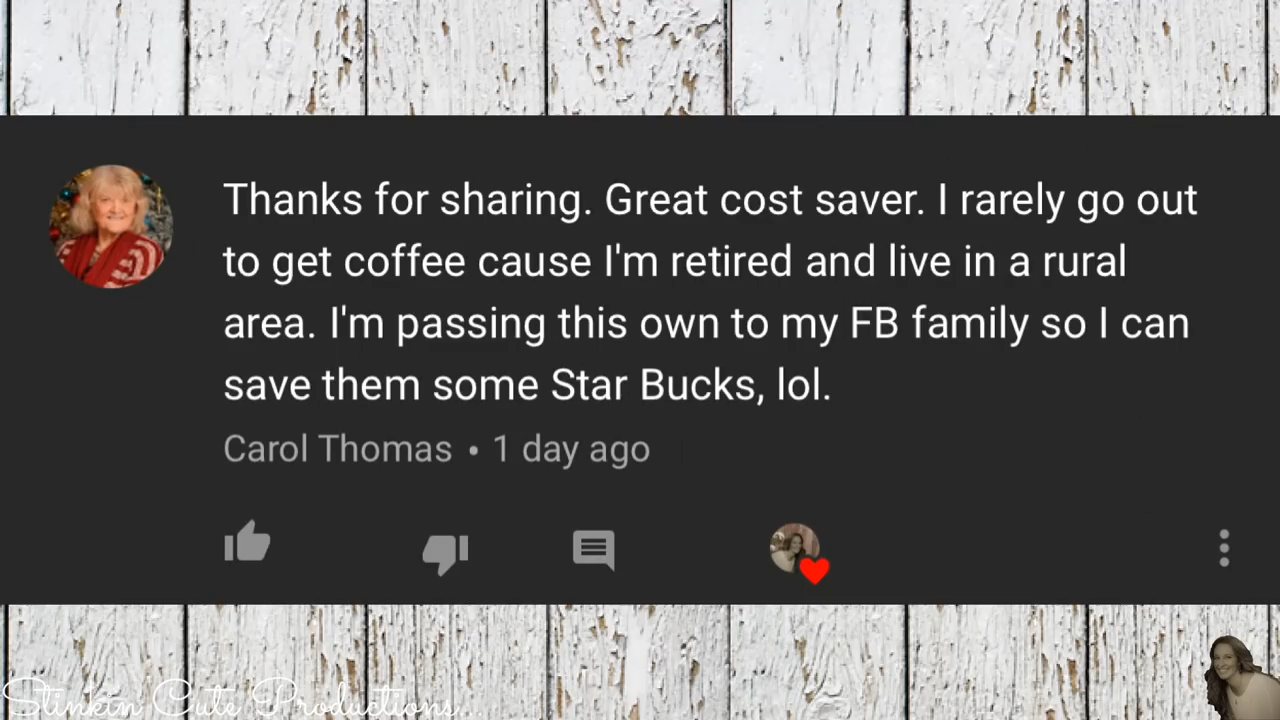 Thanks for sharing. Great cost saver. I rarely go out
to get coffee cause I'm retired and live in a rural
area. I'm passing this own to my FB family so I can
save them some Star Bucks, lol.
Carol Thomas • 1 day ago
Stinkin Cute Productions...